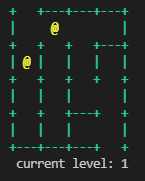 +   +---+---+---+
|     @         |
+   +   +   +---+
| @ |   |       |
+   +   +   +   +
|   |   |       |
+   +   +---+   +
|   |   |       |
+---+---+---+   +
 current level: 1